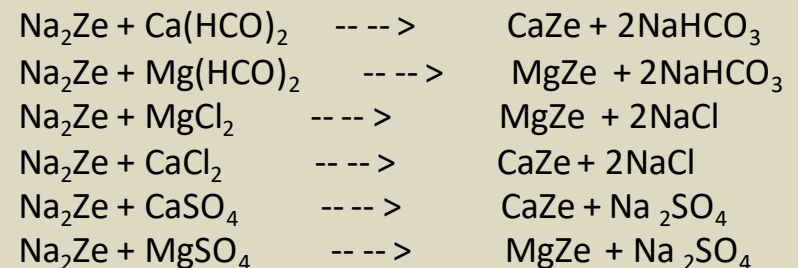 Na₂Ze + Ca(HCO)₂ -- -- > CaZe + 2NaHCO₃
Na₂Ze + Mg(HCO)₂ -- -- > MgZe + 2NaHCO₃
Na₂Ze + MgCl₂ -- -- > MgZe + 2NaCl
Na₂Ze + CaCl₂ -- -- > CaZe + 2NaCl
Na₂Ze + CaSO₄ -- -- > CaZe + Na ₂SO₄
Na₂Ze + MgSO₄ -- -- > MgZe + Na ₂SO₄